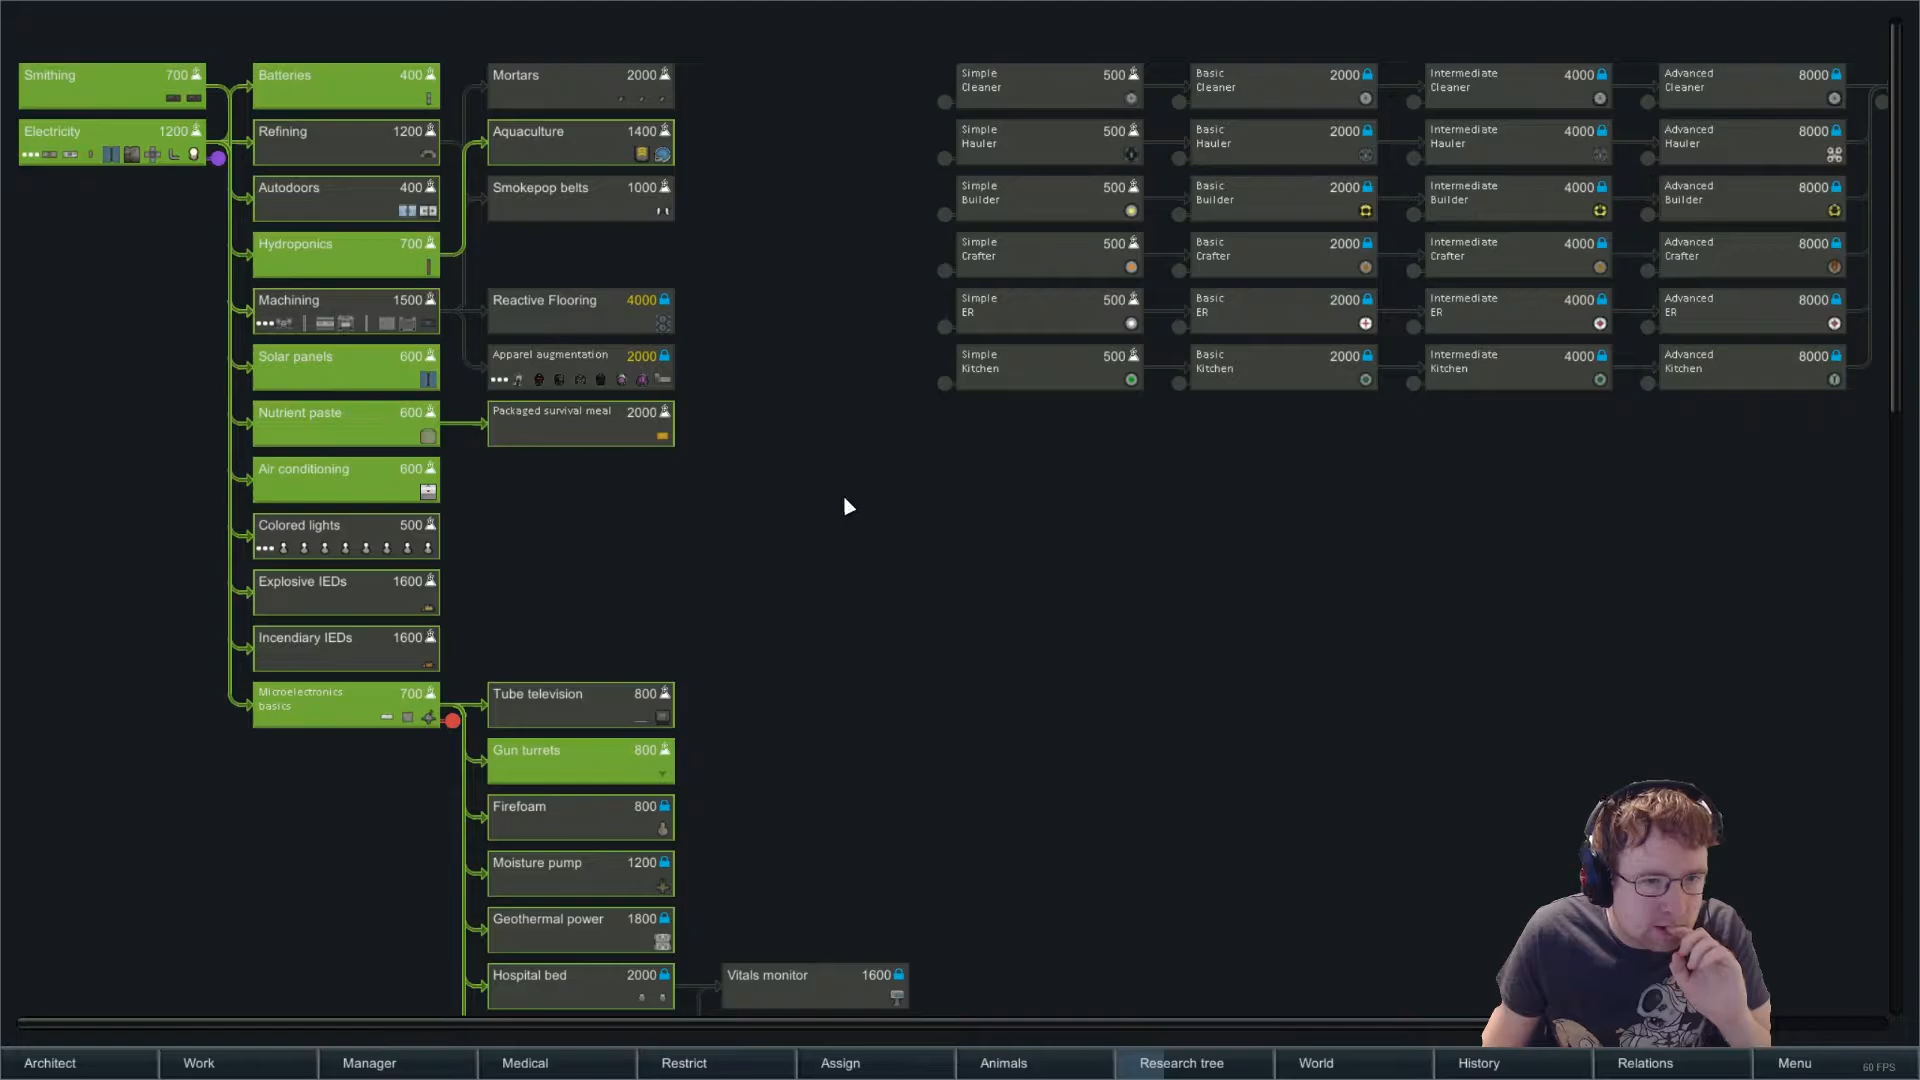 Smithing 700
Electricity 1200
Batteries 400
Refining 1200
Autodoors 400
Hydroponics 700
Machining 1500
Solar panels 600
Nutrient paste 600
Air conditioning 600
Colored lights 500
Explosive IEDs 1600
Incendiary IEDs 1600
Microelectronics 700
basics
Mortars 2000
Aquaculture 1400
Smokepop belts 1000
Reactive Flooring 4000
Apparel augmentation 2000
Packaged survival meal 2000
Tube television 800
Gun turrets 800
Firefoam 800
Moisture pump 1200
Geothermal power 1800
Hospital bed 2000
Vitals monitor 1600
Simple 500
Cleaner
Basic 2000
Cleaner
Intermediate 4000
Cleaner
Advanced 8000
Cleaner
Simple 500
Hauler
Basic 2000
Hauler
Intermediate 4000
Hauler
Advanced 8000
Hauler
Simple 500
Builder
Basic 2000
Builder
Intermediate 4000
Builder
Advanced 8000
Builder
Simple 500
Crafter
Basic 2000
Crafter
Intermediate 4000
Crafter
Advanced 8000
Crafter
Simple 500
ER
Basic 2000
ER
Intermediate 4000
ER
Advanced 8000
ER
Simple 500
Kitchen
Basic 2000
Kitchen
Intermediate 4000
Kitchen
Advanced 8000
Kitchen
Architect Work Manager Medical Restrict Assign Animals Research tree World History Relations Menu 60 FPS